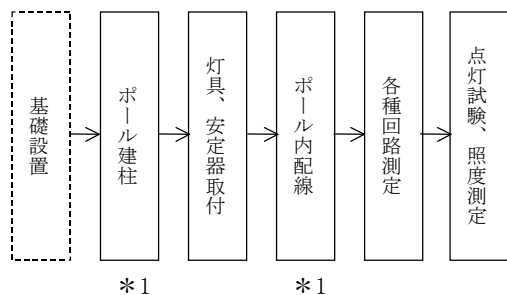 基礎設置
ポール建柱
灯具、安定器取付
ポール内配線
各種回路測定
点灯試験、照度測定
＊1
＊1